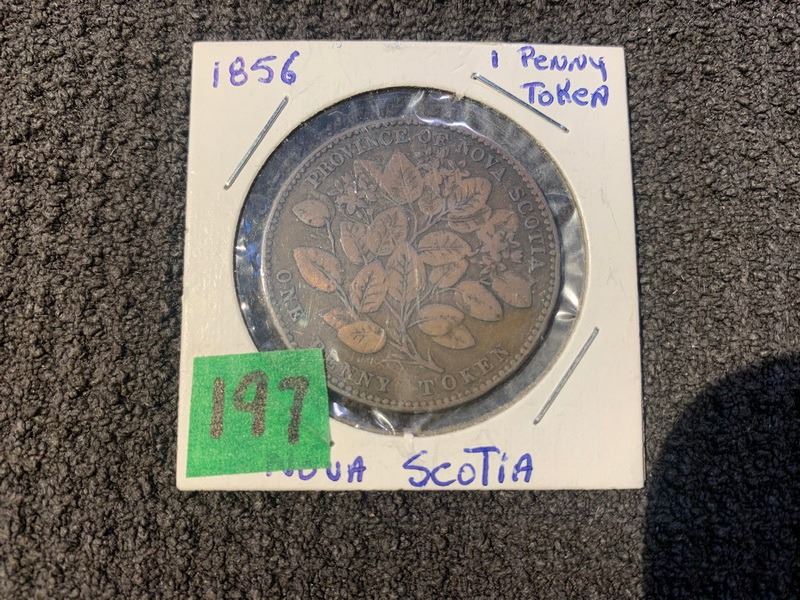 1856
1 PENNY
TOKEN
PROVINCE OF NOVA SCOTIA
ONE PENNY TOKEN
197
NOVA SCOTIA